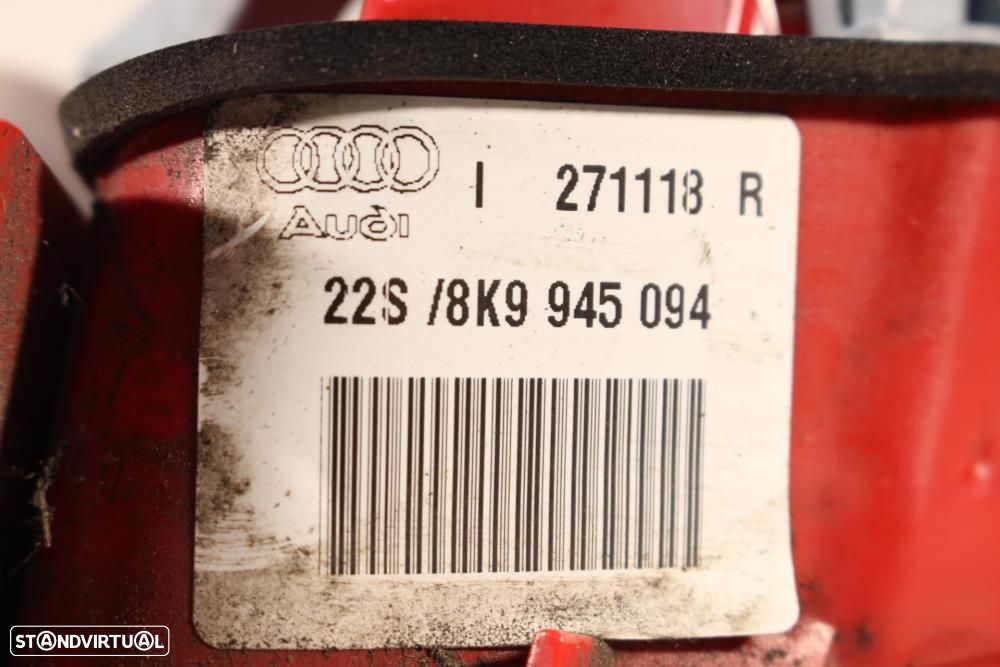 I 271118 R
Audi
22S /8K9 945 094
STANDVIRTUAL